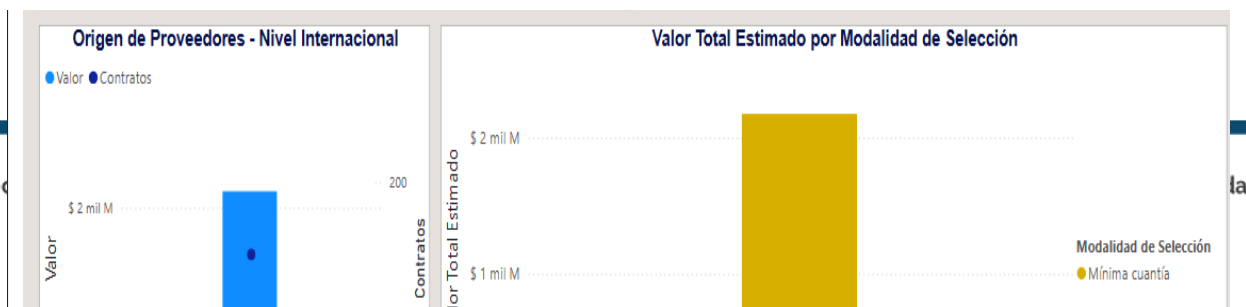 Origen de Proveedores - Nivel Internacional
Valor Contratos
200
$ 2 mil M
Valor
Contratos
Valor Total Estimado por Modalidad de Selección
$ 2 mil M
$ 1 mil M
Total Estimado
Modalidad de Selección
Mínima cuantía